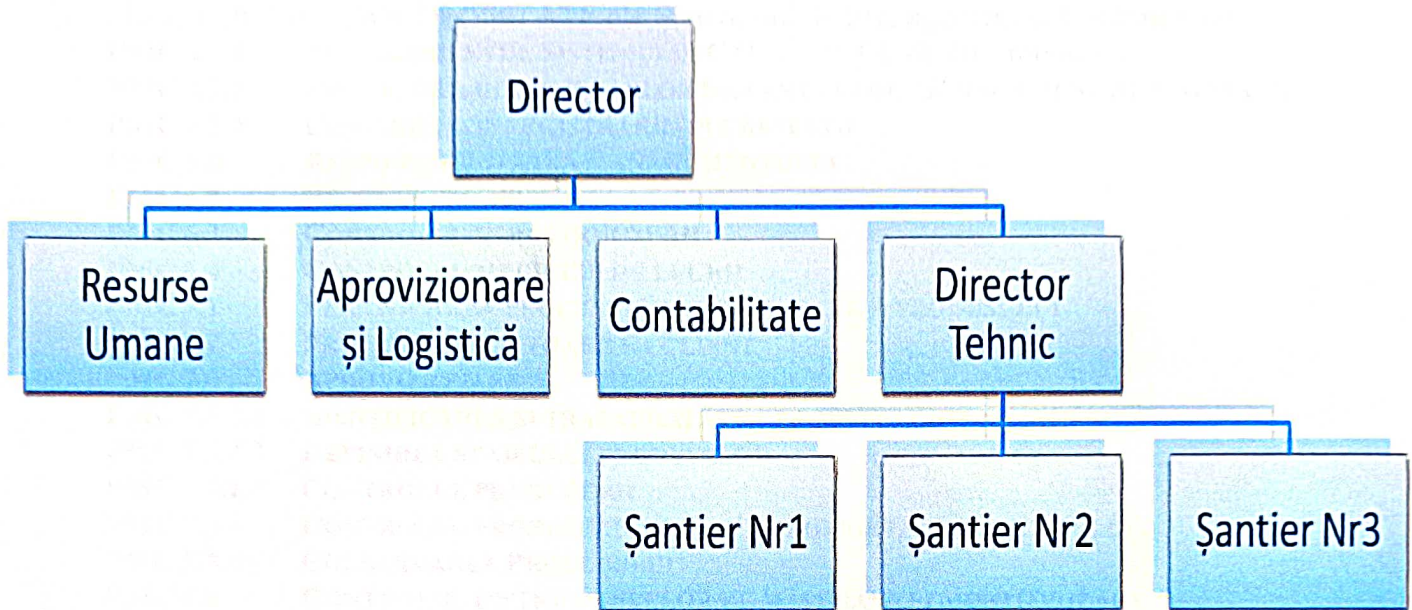 Director
Resurse
Umane
Aprovizionare
și Logistică
Contabilitate
Director
Tehnic
Șantier Nr1
Șantier Nr2
Șantier Nr3